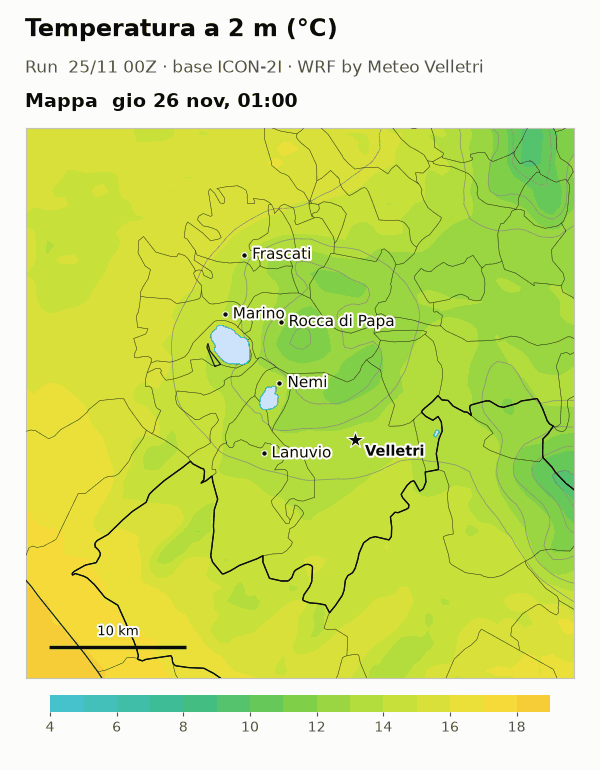 Temperatura a 2 m (°C)
Run  25/11 00Z · base ICON-2I · WRF by Meteo Velletri
Mappa  gio 26 nov, 01:00
Frascati
Marino
Rocca di Papa
Nemi
Velletri
Lanuvio
10 km
4 6 8 10 12 14 16 18